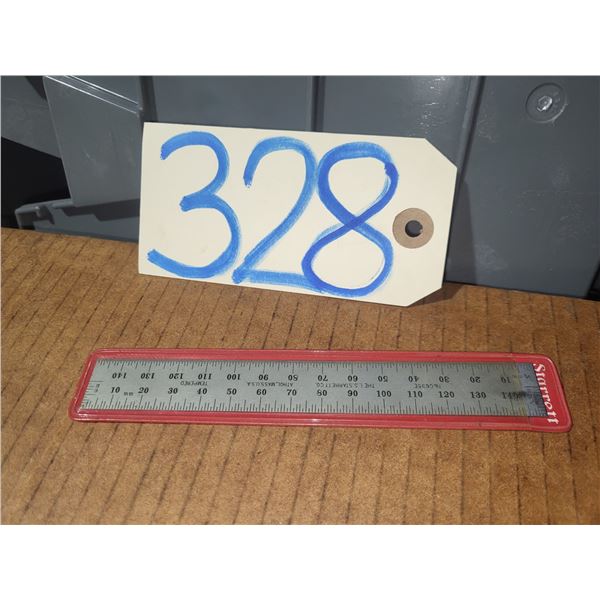 328
140 130 120 110 100 90 80 70 60 50 40 30 20 10
TEMPERED ATHOL, MASS. U.S.A. THE L.S. STARRETT CO.
10 mm 20 30 40 50 60 70 80 90 100 110 120 130 140
Starrett